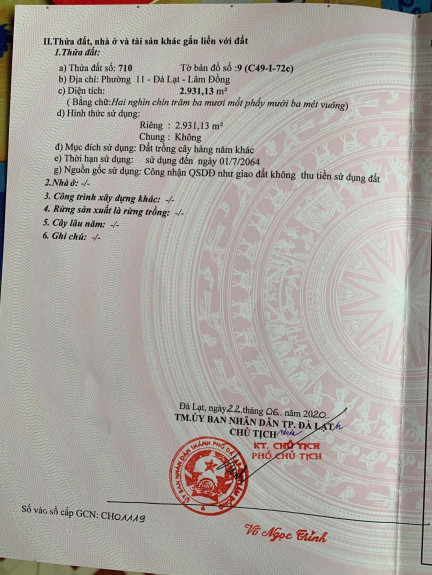 II.Thửa đất, nhà ở và tài sản khác gắn liền với đất
1.Thửa đất:
a) Thửa đất số: 710 Tờ bản đồ số: 9 (C49-I-72c)
b) Địa chỉ: Phường 11 - Đà Lạt - Lâm Đồng
c) Diện tích: 2.931,13 m²
( Bằng chữ:Hai nghìn chín trăm ba mươi mốt phẩy mười ba mét vuông)
d) Hình thức sử dụng:
Riêng : 2.931,13 m²
Chung : Không
đ) Mục đích sử dụng: Đất trồng cây hàng năm khác
e) Thời hạn sử dụng: sử dụng đến ngày 01/7/2064
g) Nguồn gốc sử dụng: Công nhận QSDĐ như giao đất không thu tiền sử dụng đất
2.Nhà ở: -/-
3. Công trình xây dựng khác: -/-
4. Rừng sản xuất là rừng trồng: -/-
5. Cây lâu năm: -/-
6. Ghi chú: -/-
Đà Lạt, ngày 22 tháng 06 năm 2020
TM.ỦY BAN NHÂN DÂN TP. ĐÀ LẠT
CHỦ TỊCH
KT. CHỦ TỊCH
PHÓ CHỦ TỊCH
Số vào sổ cấp GCN: CH01119
Võ Ngọc Trình